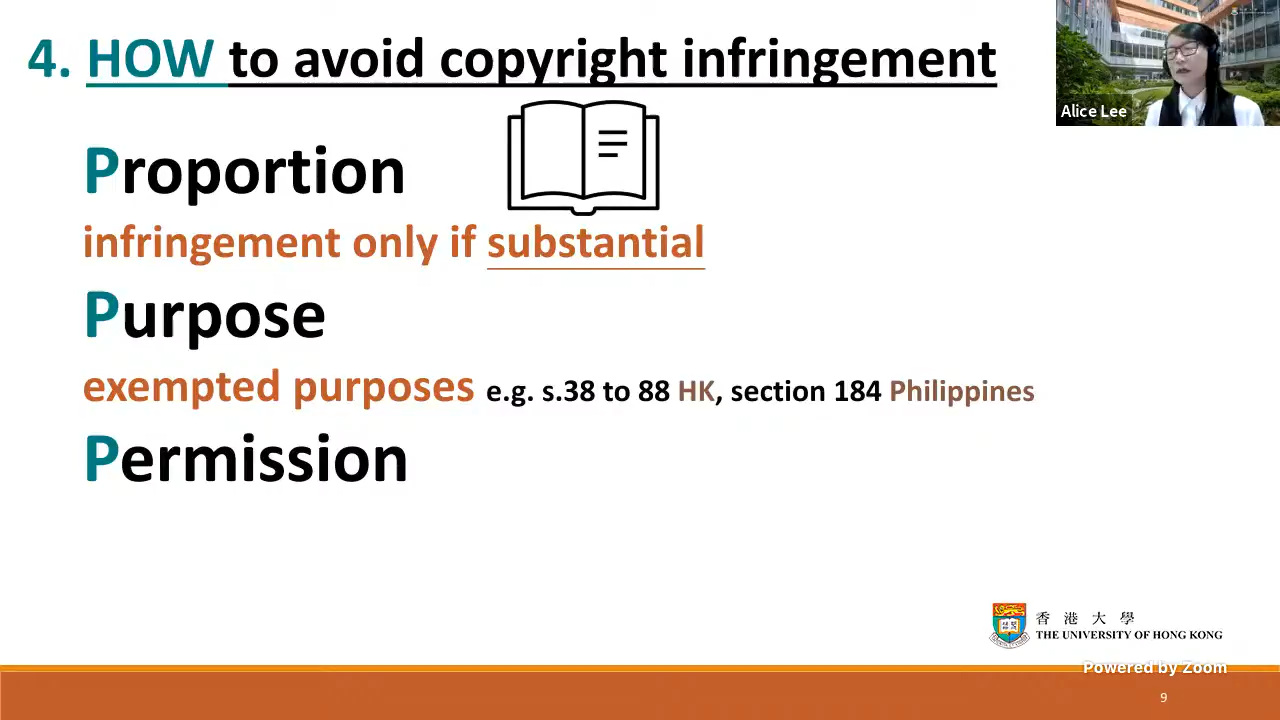 4. HOW to avoid copyright infringement
Alice Lee
Proportion
infringement only if substantial
Purpose
exempted purposes e.g. s.38 to 88 HK, section 184 Philippines
Permission
香港大學
THE UNIVERSITY OF HONG KONG
Powered by Zoom
9